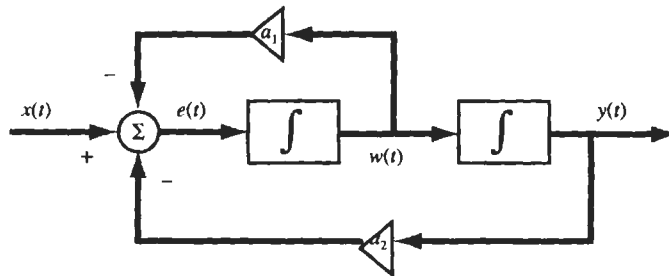 a₁
−
x(t)
e(t)
y(t)
Σ
∫
∫
+
w(t)
−
a₂